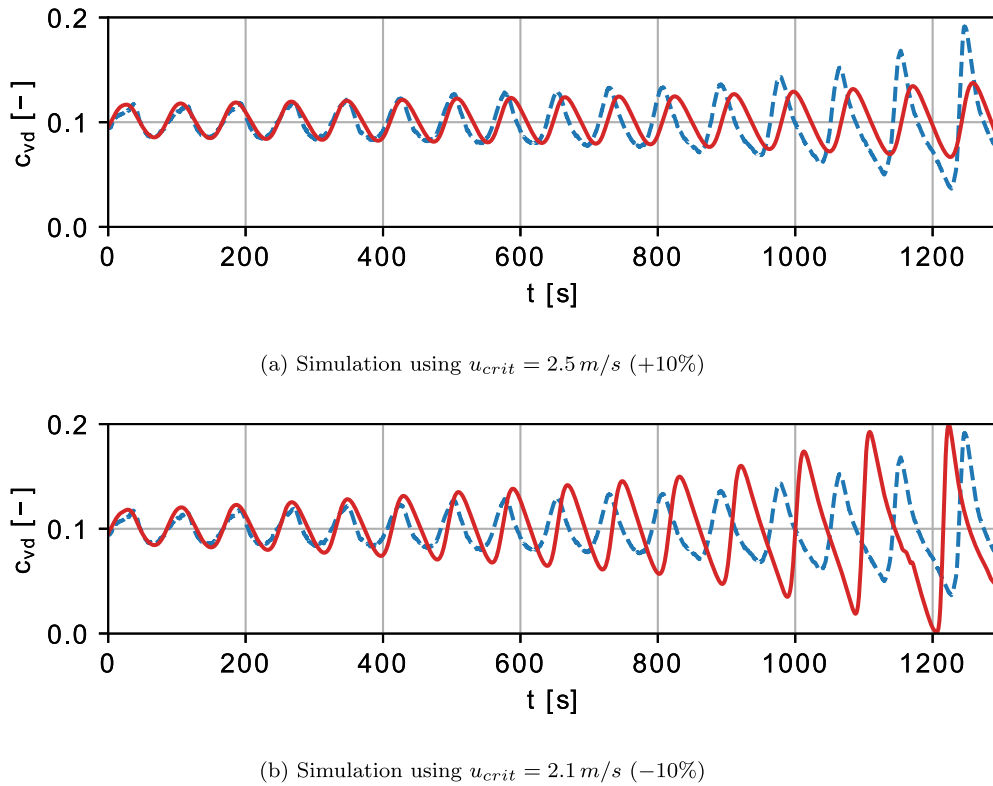 0.2
0.1
0.0
c_vd [-]
0 200 400 600 800 1000 1200
t [s]
(a) Simulation using u_crit = 2.5 m/s (+10%)
0.2
0.1
0.0
c_vd [-]
0 200 400 600 800 1000 1200
t [s]
(b) Simulation using u_crit = 2.1 m/s (−10%)